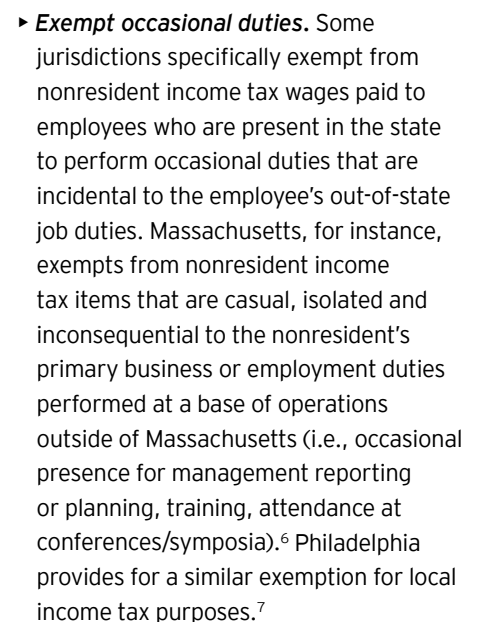 ▸ Exempt occasional duties. Some
jurisdictions specifically exempt from
nonresident income tax wages paid to
employees who are present in the state
to perform occasional duties that are
incidental to the employee's out-of-state
job duties. Massachusetts, for instance,
exempts from nonresident income
tax items that are casual, isolated and
inconsequential to the nonresident's
primary business or employment duties
performed at a base of operations
outside of Massachusetts (i.e., occasional
presence for management reporting
or planning, training, attendance at
conferences/symposia).⁶ Philadelphia
provides for a similar exemption for local
income tax purposes.⁷